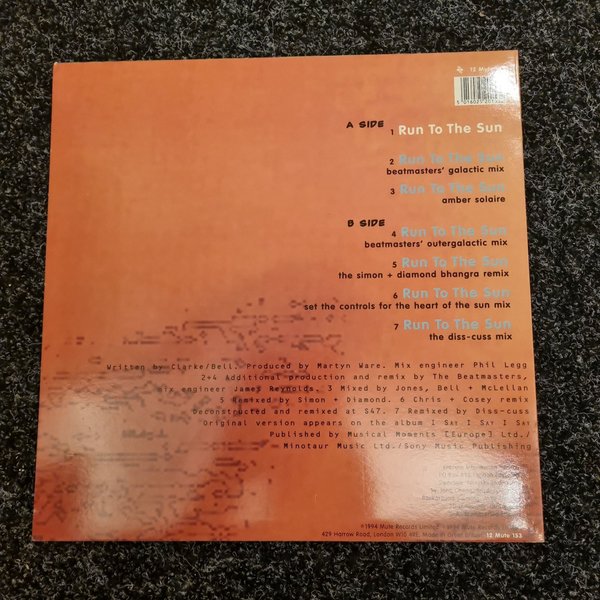 12 Mute
A SIDE
1 Run To The Sun
2 Run To The Sun
beatmasters' galactic mix
3 Run To The Sun
amber solaire
B SIDE
4 Run To The Sun
beatmasters' outergalactic mix
5 Run To The Sun
the simon + diamond bhangra remix
6 Run To The Sun
set the controls for the heart of the sun mix
7 Run To The Sun
the diss-cuss mix
Written by Clarke/Bell. Produced by Martyn Ware. Mix engineer Phil Legg
2+4 Additional production and remix by The Beatmasters,
mix engineer James Reynolds. 3 Mixed by Jones, Bell + McLellan
5 Remixed by Simon + Diamond. 6 Chris + Cosey remix
Deconstructed and remixed at S47. 7 Remixed by Diss-cuss
Original version appears on the album I Say I Say I Say
Published by Musical Moments [Europe] Ltd./
Minotaur Music Ltd./Sony Music Publishing
©1994 Mute Records Limited 1994 Mute Records
429 Harrow Road, London W10 4RE. Made in Great Britain 12 Mute 153